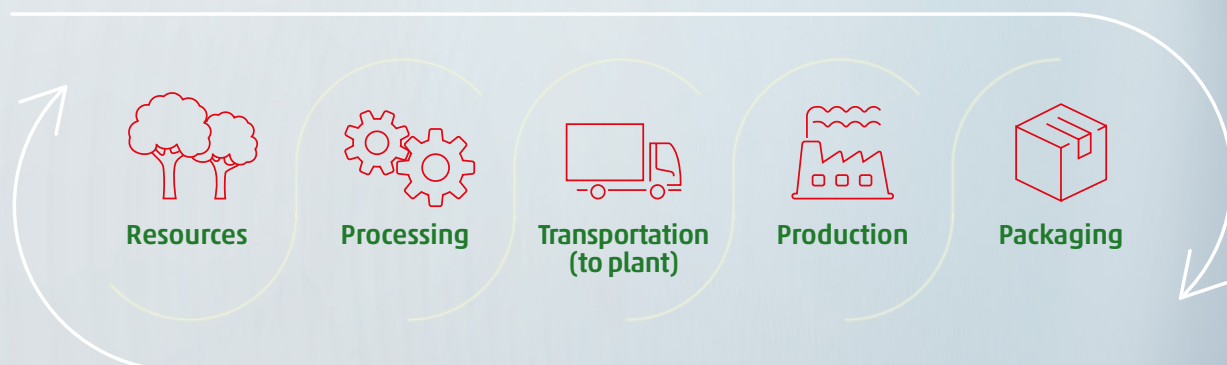 Resources
Processing
Transportation
(to plant)
Production
Packaging